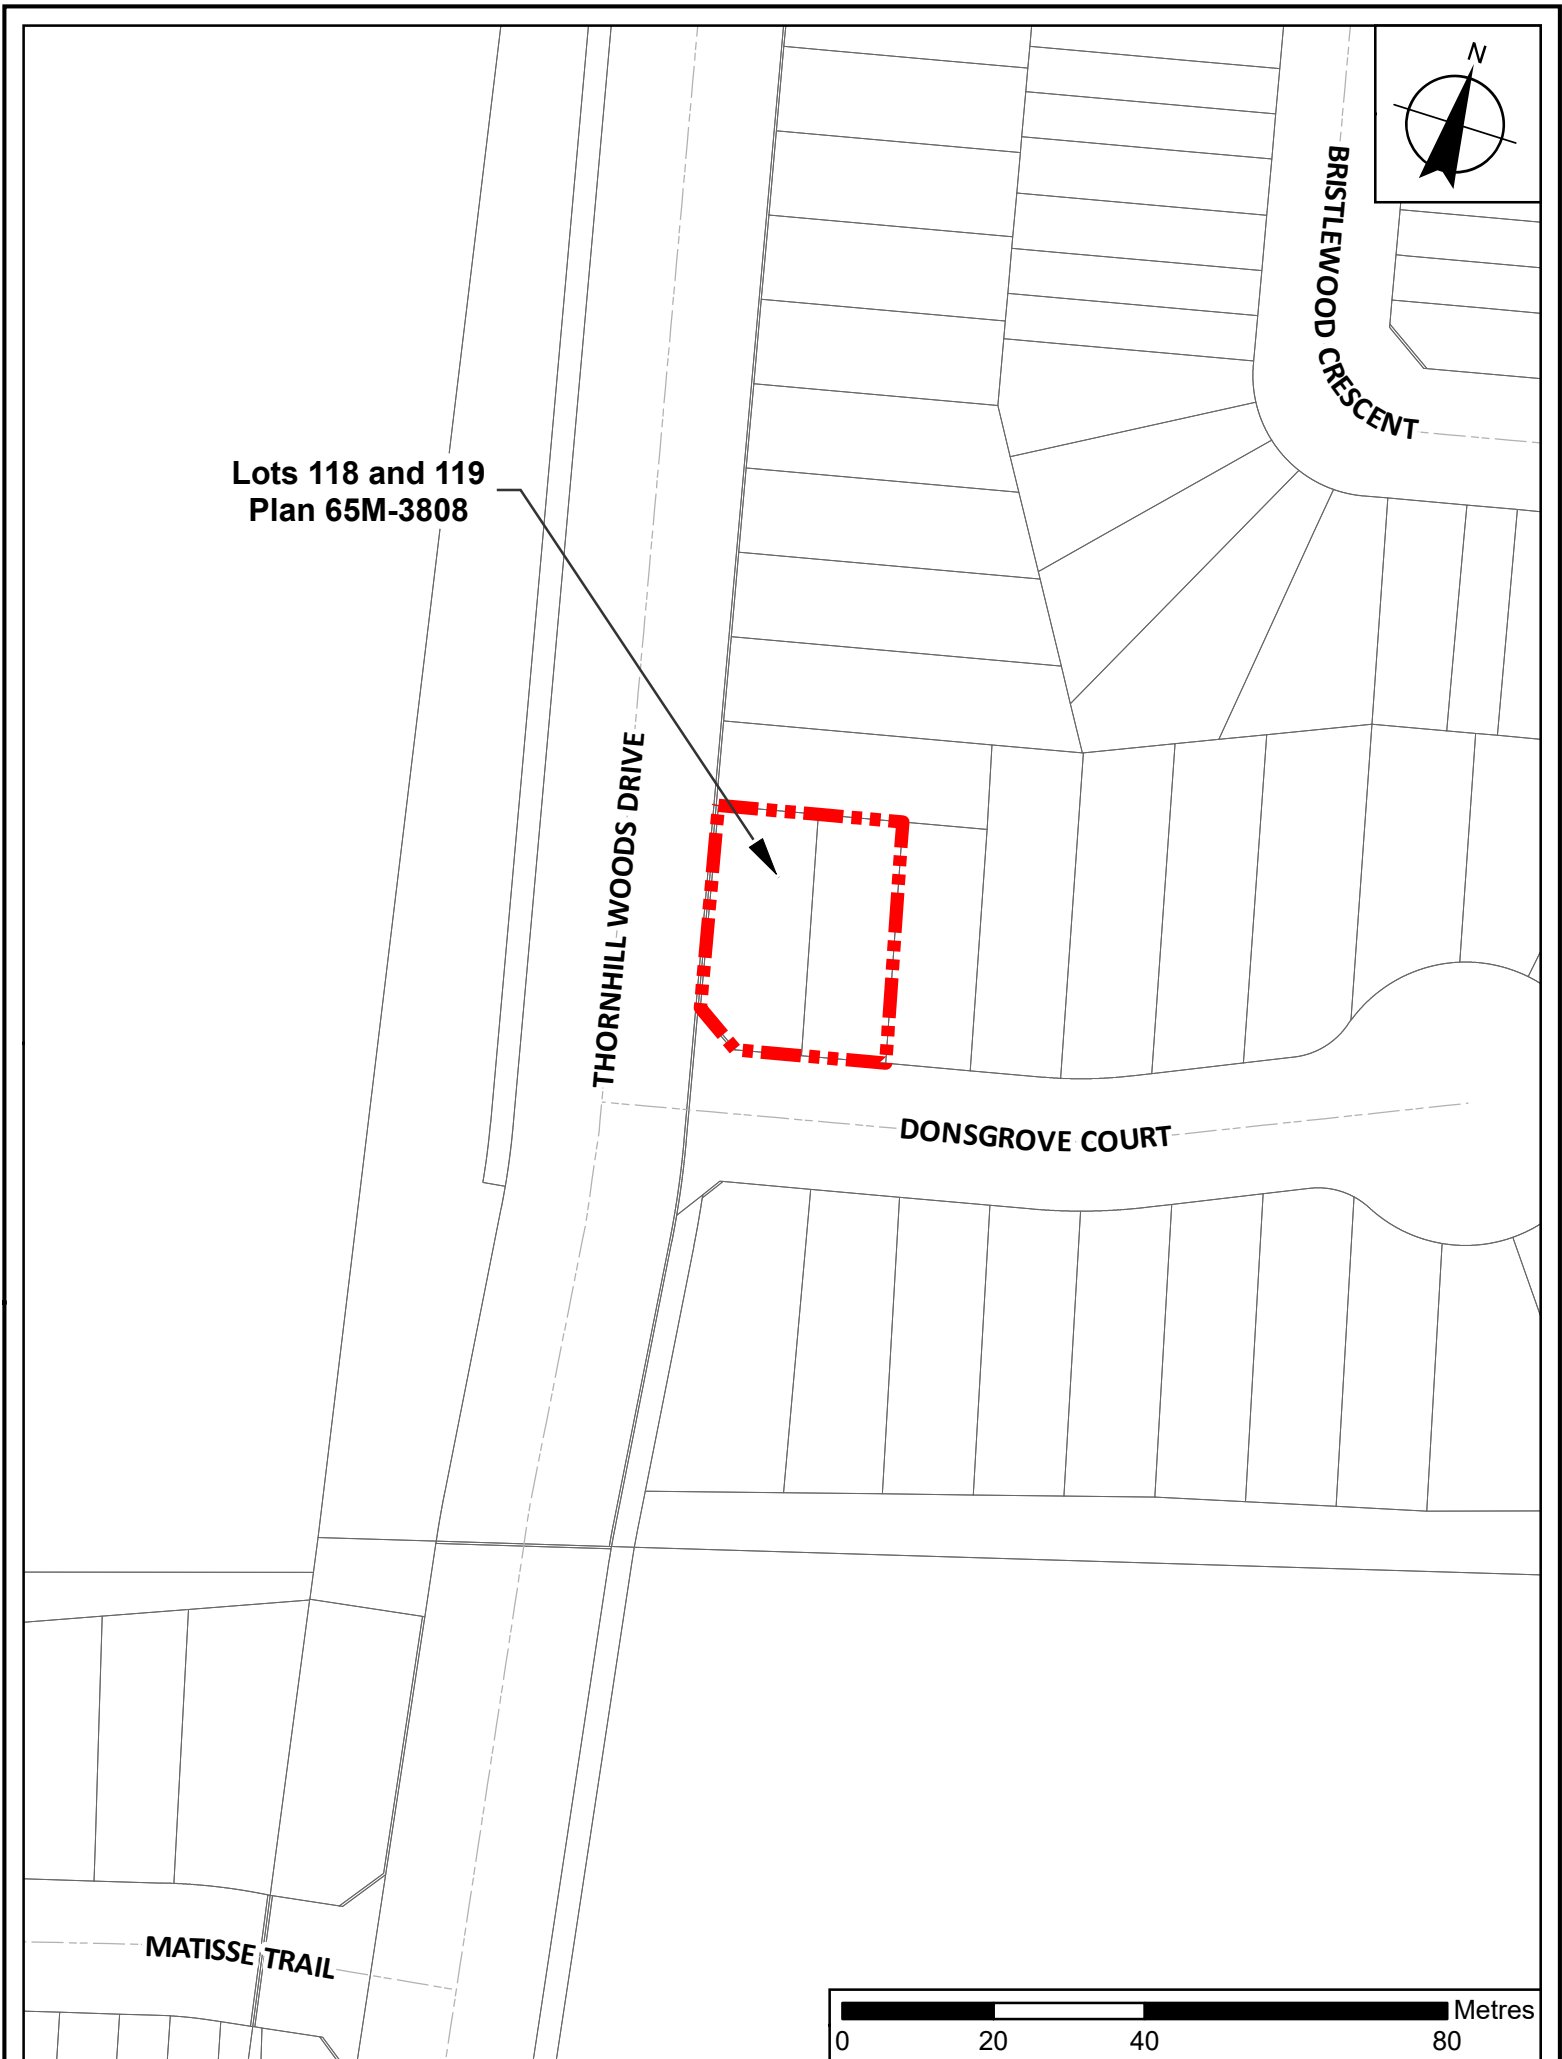 N
BRISTLEWOOD CRESCENT
Lots 118 and 119
Plan 65M-3808
THORNHILL WOODS DRIVE
DONSGROVE COURT
MATISSE TRAIL
Metres
0 20 40 80